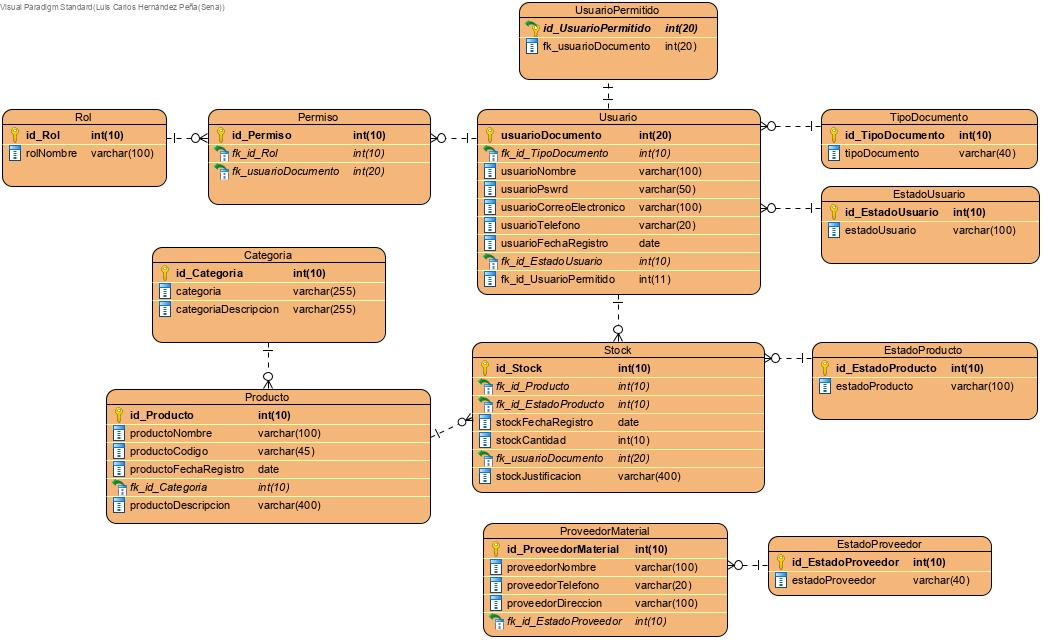 Visual Paradigm Standard(Luis Carlos Hernández Peña(Sena))
UsuarioPermitido
id_UsuarioPermitido int(20)
fk_usuarioDocumento int(20)
Rol
id_Rol int(10)
rolNombre varchar(100)
Permiso
id_Permiso int(10)
fk_id_Rol int(10)
fk_usuarioDocumento int(20)
Usuario
usuarioDocumento int(20)
fk_id_TipoDocumento int(10)
usuarioNombre varchar(100)
usuarioPswrd varchar(50)
usuarioCorreoElectronico varchar(100)
usuarioTelefono varchar(20)
usuarioFechaRegistro date
fk_id_EstadoUsuario int(10)
fk_id_UsuarioPermitido int(11)
TipoDocumento
id_TipoDocumento int(10)
tipoDocumento varchar(40)
EstadoUsuario
id_EstadoUsuario int(10)
estadoUsuario varchar(100)
Categoria
id_Categoria int(10)
categoria varchar(255)
categoriaDescripcion varchar(255)
Stock
id_Stock int(10)
fk_id_Producto int(10)
fk_id_EstadoProducto int(10)
stockFechaRegistro date
stockCantidad int(10)
fk_usuarioDocumento int(20)
stockJustificacion varchar(400)
EstadoProducto
id_EstadoProducto int(10)
estadoProducto varchar(100)
Producto
id_Producto int(10)
productoNombre varchar(100)
productoCodigo varchar(45)
productoFechaRegistro date
fk_id_Categoria int(10)
productoDescripcion varchar(400)
ProveedorMaterial
id_ProveedorMaterial int(10)
proveedorNombre varchar(100)
proveedorTelefono varchar(20)
proveedorDireccion varchar(100)
fk_id_EstadoProveedor int(10)
EstadoProveedor
id_EstadoProveedor int(10)
estadoProveedor varchar(40)